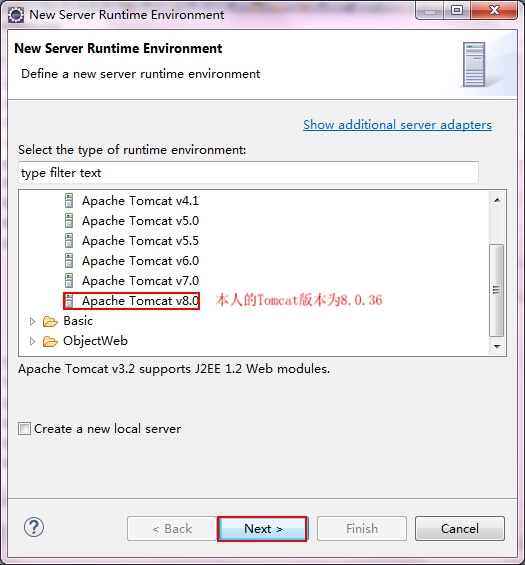 New Server Runtime Environment
New Server Runtime Environment
Define a new server runtime environment
Show additional server adapters
Select the type of runtime environment:
type filter text
Apache Tomcat v4.1
Apache Tomcat v5.0
Apache Tomcat v5.5
Apache Tomcat v6.0
Apache Tomcat v7.0
Apache Tomcat v8.0 本人的Tomcat版本为8.0.36
Basic
ObjectWeb
Apache Tomcat v3.2 supports J2EE 1.2 Web modules.
Create a new local server
? < Back Next > Finish Cancel